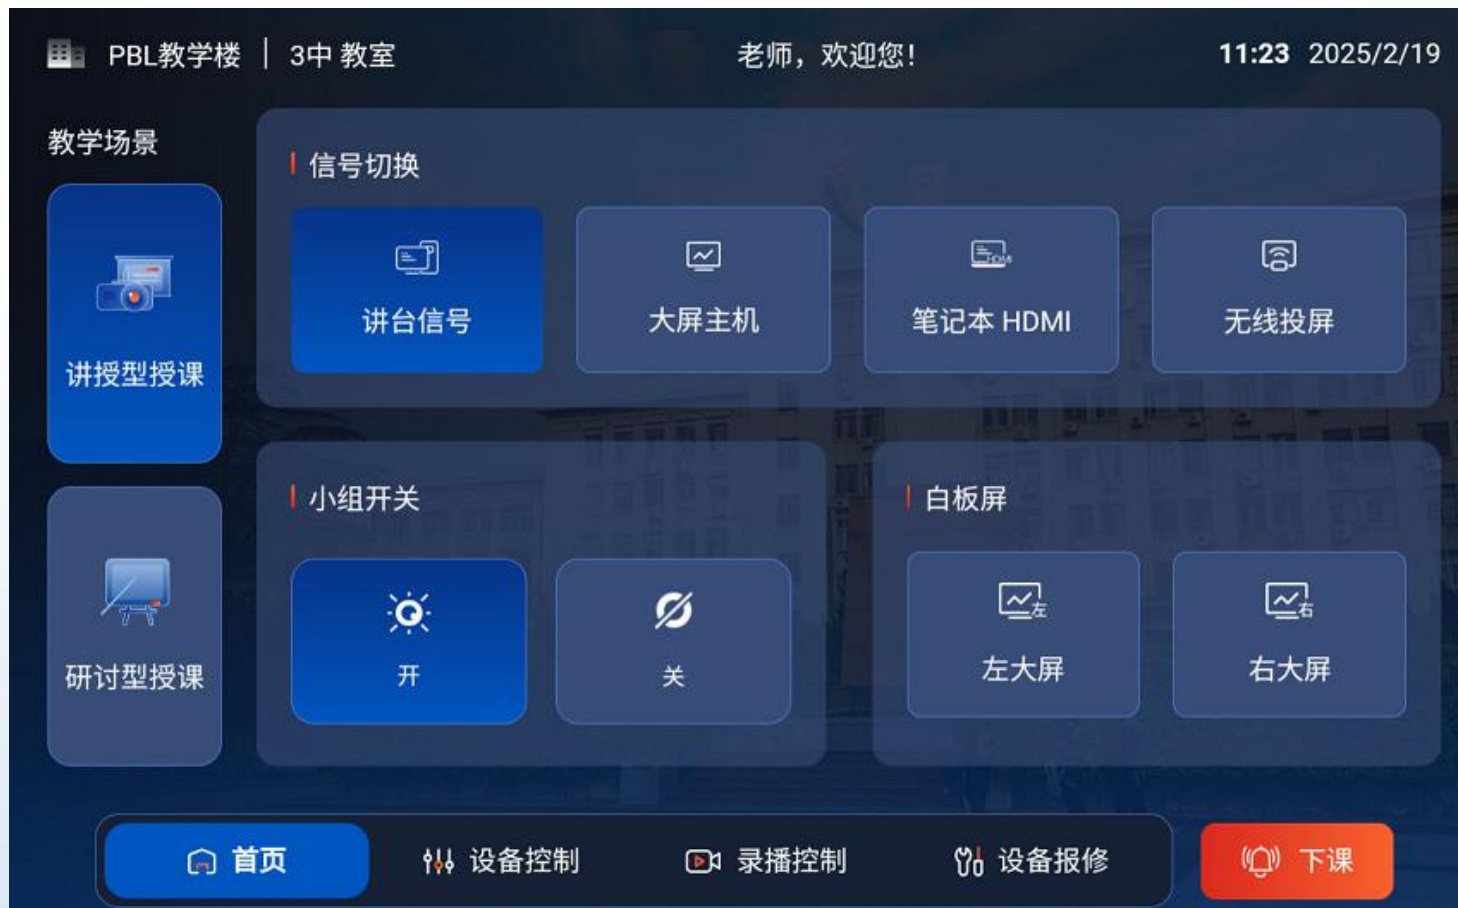 PBL教学楼 | 3中 教室
老师，欢迎您！
11:23 2025/2/19
教学场景
讲授型授课
研讨型授课
信号切换
讲台信号
大屏主机
HDMI
笔记本 HDMI
无线投屏
小组开关
开
关
白板屏
左
左大屏
右
右大屏
首页
设备控制
录播控制
设备报修
下课